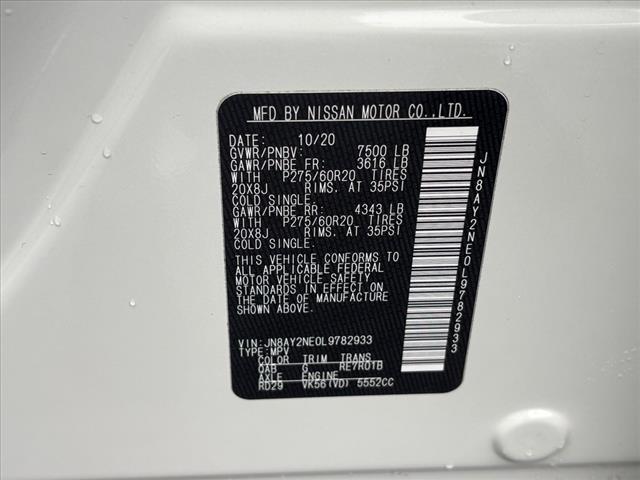 MFD BY NISSAN MOTOR CO.,LTD.
DATE: 10/20
GVWR/PNBV: 7500 LB
GAWR/PNBE FR: 3616 LB
WITH P275/60R20 TIRES
20X8J RIMS. AT 35PSI
COLD SINGLE.
GAWR/PNBE RR: 4343 LB
WITH P275/60R20 TIRES
20X8J RIMS. AT 35PSI
COLD SINGLE.
THIS VEHICLE CONFORMS TO
ALL APPLICABLE FEDERAL
MOTOR VEHICLE SAFETY
STANDARDS IN EFFECT ON
THE DATE OF MANUFACTURE
SHOWN ABOVE.
VIN:JN8AY2NE0L9782933
TYPE:MPV
COLOR TRIM TRANS
QAB G RE7R01B
AXLE ENGINE
RD29 VK56(VD) 5552CC
JN8AY2NE0L9782933